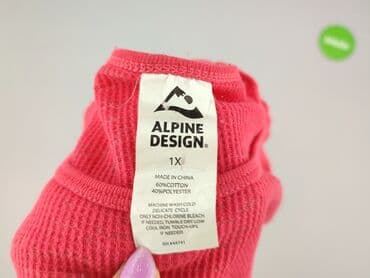 ALPINE
DESIGN®
1X
MADE IN CHINA
60%COTTON
40%POLYESTER
MACHINE WASH COLD
DELICATE CYCLE
ONLY NON-CHLORINE BLEACH
IF NEEDED/TUMBLE DRY LOW
COOL IRON, TOUCH-UPS,
IF NEEDED